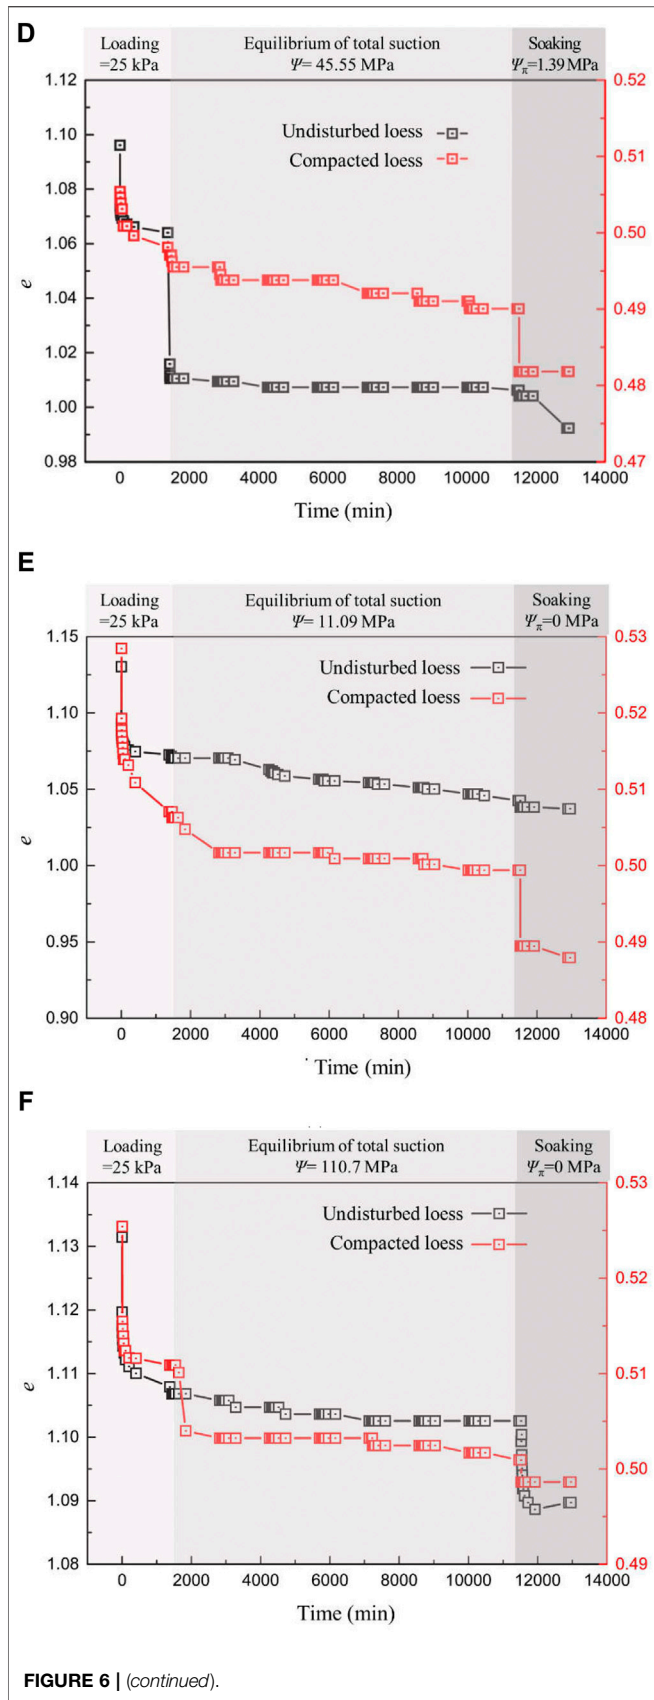 D
Loading
=25 kPa
Equilibrium of total suction
Ψ= 45.55 MPa
Soaking
Ψπ=1.39 MPa
1.12
1.10
1.08
1.06
1.04
1.02
1.00
0.98
0.52
0.51
0.50
0.49
0.48
0.47
e
Undisturbed loess
Compacted loess
0 2000 4000 6000 8000 10000 12000 14000
Time (min)
E
Loading
=25 kPa
Equilibrium of total suction
Ψ= 11.09 MPa
Soaking
Ψπ=0 MPa
1.15
1.10
1.05
1.00
0.95
0.90
0.53
0.52
0.51
0.50
0.49
0.48
e
Undisturbed loess
Compacted loess
0 2000 4000 6000 8000 10000 12000 14000
Time (min)
F
Loading
=25 kPa
Equilibrium of total suction
Ψ= 110.7 MPa
Soaking
Ψπ=0 MPa
1.14
1.13
1.12
1.11
1.10
1.09
1.08
0.53
0.52
0.51
0.50
0.49
e
Undisturbed loess
Compacted loess
0 2000 4000 6000 8000 10000 12000 14000
Time (min)
FIGURE 6 | (continued).